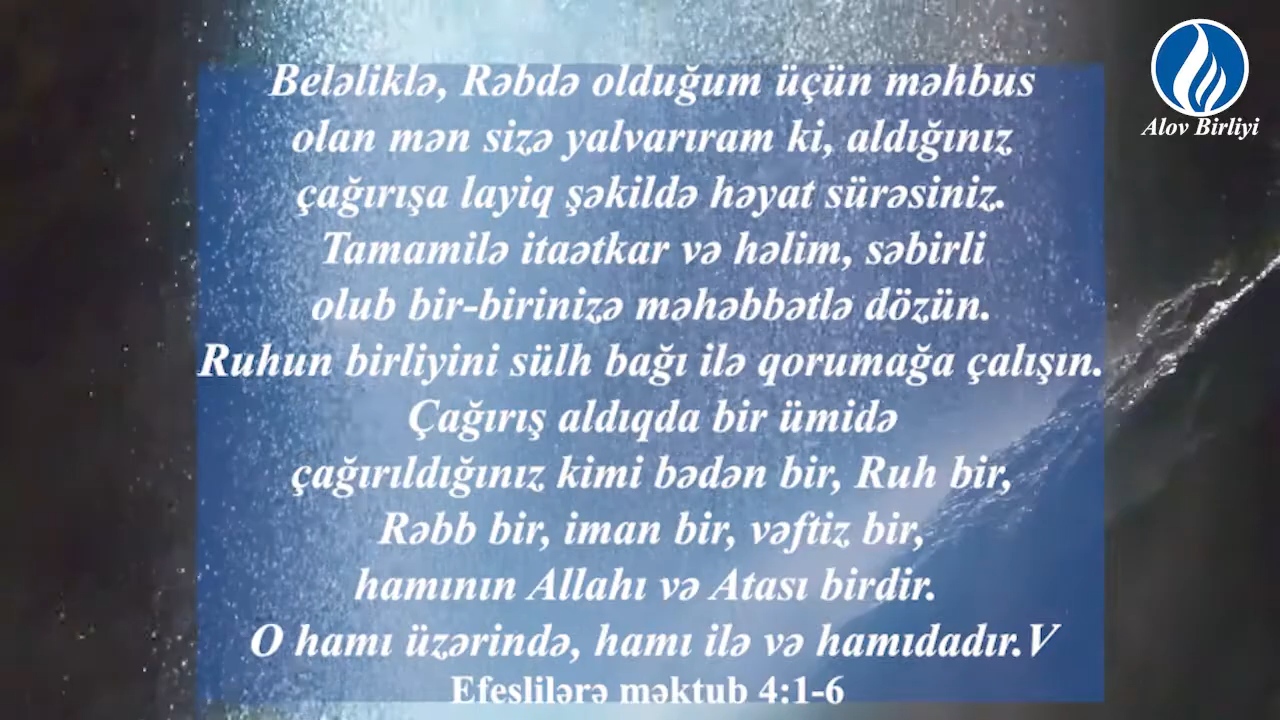 Beləliklə, Rəbdə olduğum üçün məhbus
olan mən sizə yalvarıram ki, aldığınız
çağırışa layiq şəkildə həyat sürəsiniz.
Tamamilə itaətkar və həlim, səbirli
olub bir-birinizə məhəbbətlə dözün.
Ruhun birliyini sülh bağı ilə qorumağa çalışın.
Çağırış aldıqda bir ümidə
çağırıldığınız kimi bədən bir, Ruh bir,
Rəbb bir, iman bir, vəftiz bir,
hamının Allahı və Atası birdir.
O hamı üzərində, hamı ilə və hamıdadır.V
Efeslilərə məktub 4:1-6
Alov Birliyi